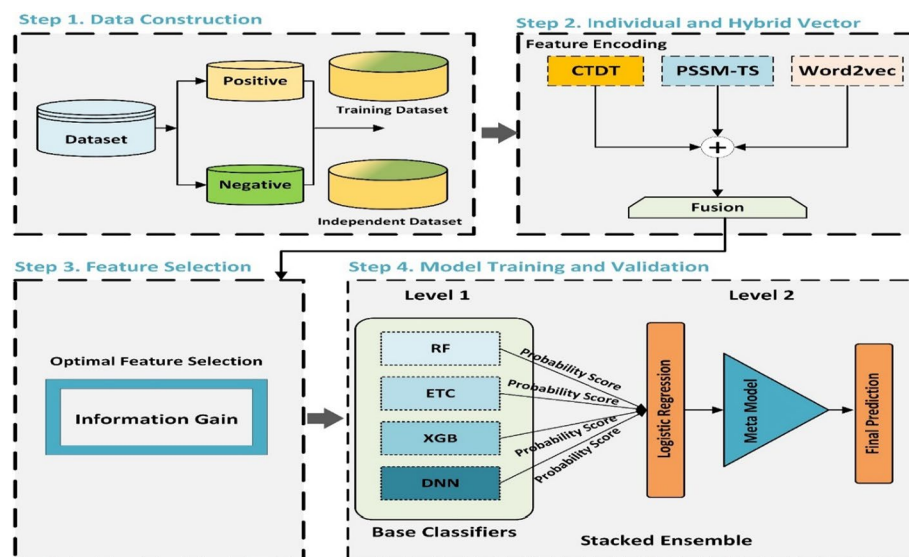 Step 1. Data Construction
Dataset
Positive
Negative
Training Dataset
Independent Dataset
Step 2. Individual and Hybrid Vector
Feature Encoding
CTDT
PSSM-TS
Word2vec
+
Fusion
Step 3. Feature Selection
Optimal Feature Selection
Information Gain
Step 4. Model Training and Validation
Level 1
Level 2
RF
ETC
XGB
DNN
Probability Score
Probability Score
Probability Score
Probability Score
Logistic Regression
Meta Model
Final Prediction
Base Classifiers
Stacked Ensemble